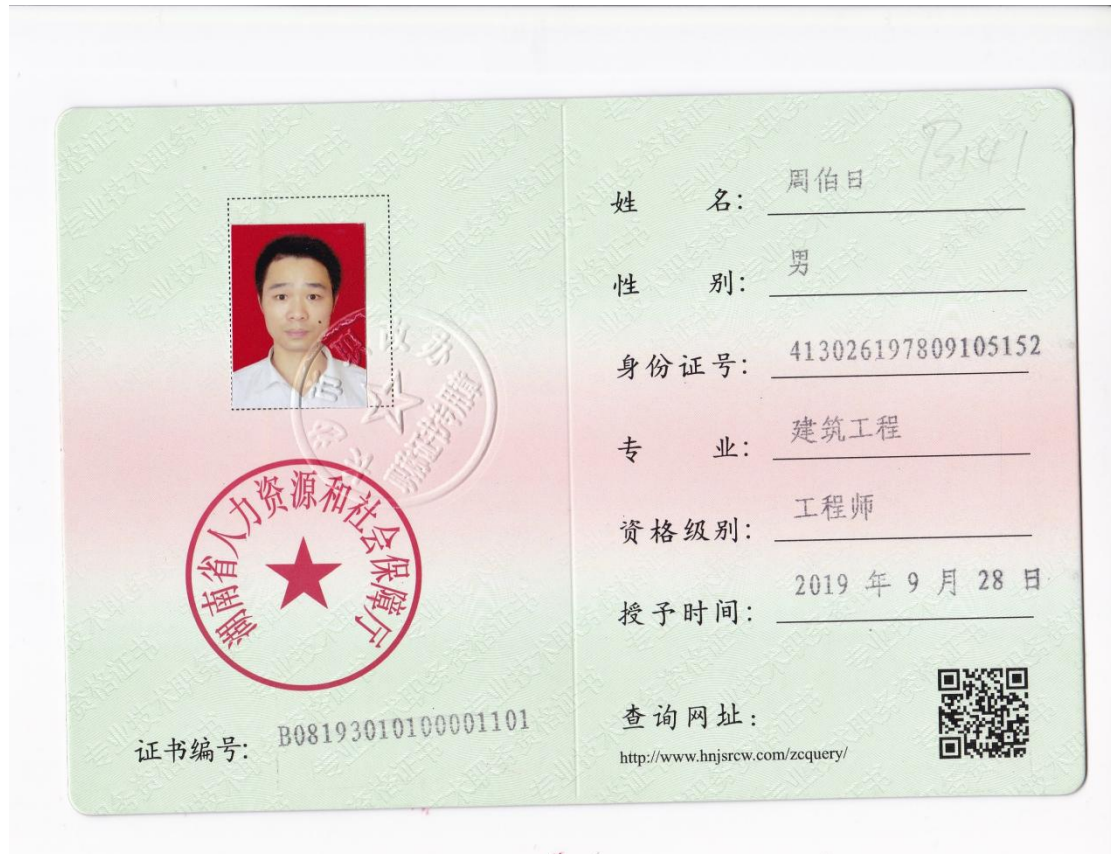 B141
姓 名: 周伯日
性 别: 男
身份证号: 413026197809105152
专 业: 建筑工程
资格级别: 工程师
授予时间: 2019 年 9 月 28 日
查询网址:
http://www.hnjsrcw.com/zcquery/
湖南省人力资源和社会保障厅
证书编号: B08193010100001101